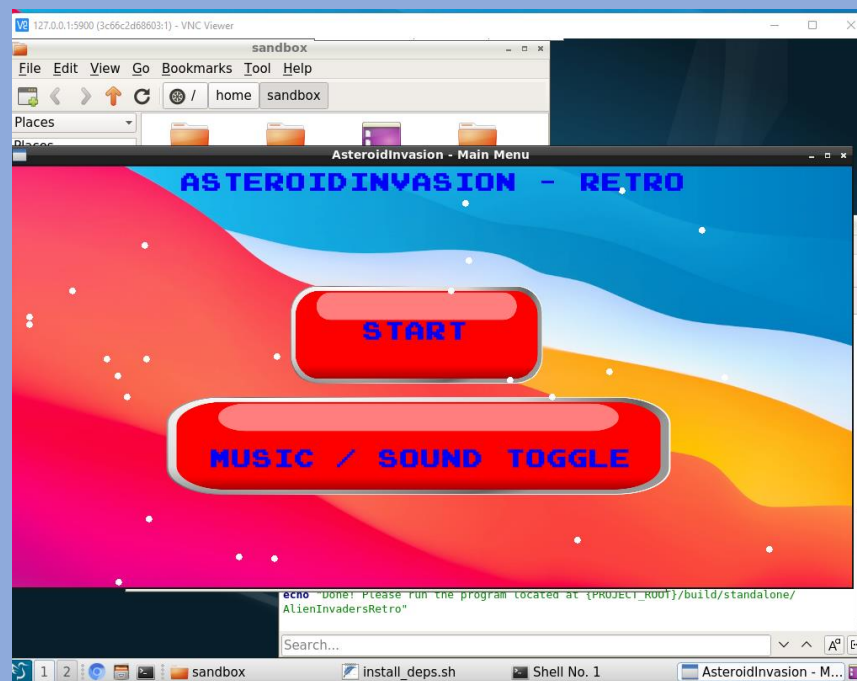 127.0.0.1:5900 (3c66c2d68603:1) - VNC Viewer
sandbox
File Edit View Go Bookmarks Tool Help
/ home sandbox
Places
AsteroidInvasion - Main Menu
ASTEROIDINVASION - RETRO
START
MUSIC / SOUND TOGGLE
echo "Done! Please run the program located at {PROJECT_ROOT}/build/standalone/
AlienInvadersRetro"
Search...
1 2 sandbox install_deps.sh Shell No. 1 AsteroidInvasion - M...